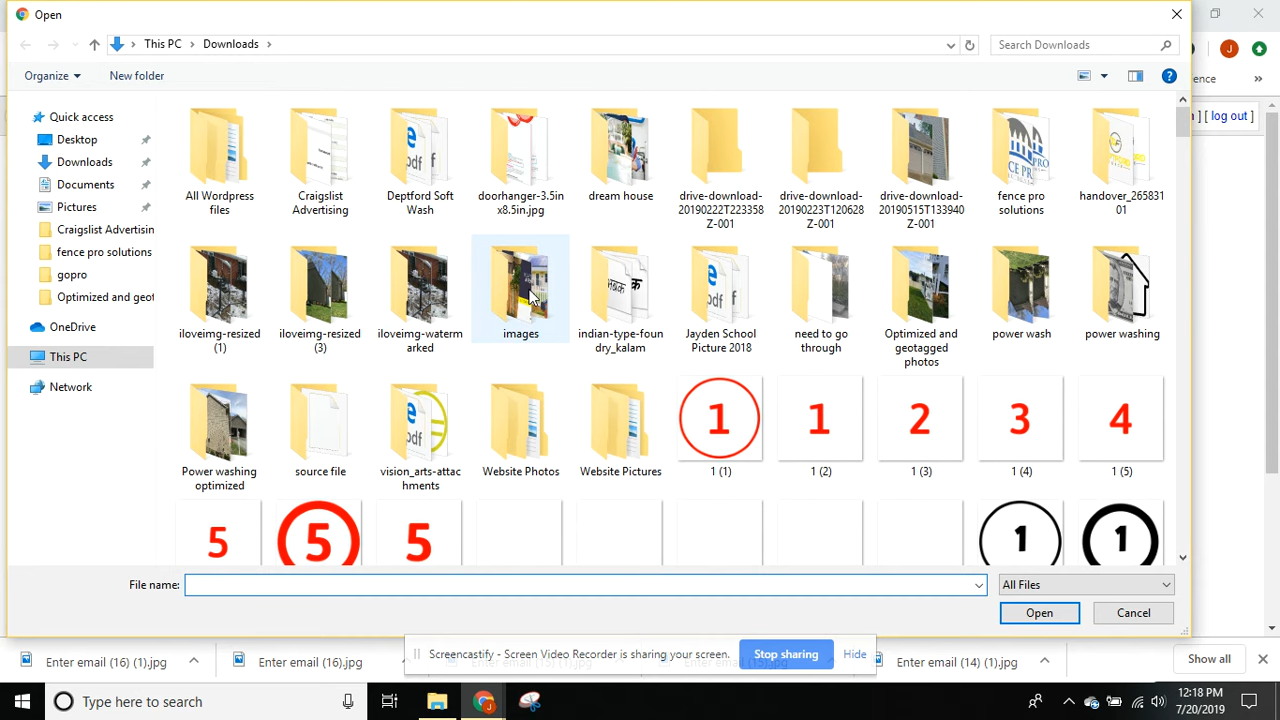 Open
This PC > Downloads >
Search Downloads
Organize
New folder
Quick access
Desktop
Downloads
Documents
Pictures
Craigslist Advertisin
fence pro solutions
gopro
Optimized and geot
OneDrive
This PC
Network
All Wordpress
files
Craigslist
Advertising
Deptford Soft
Wash
doorhanger-3.5in
x8.5in.jpg
dream house
drive-download-
20190222T223358
Z-001
drive-download-
20190223T120628
Z-001
drive-download-
20190515T133940
Z-001
fence pro
solutions
handover_265831
01
iloveimg-resized
(1)
iloveimg-resized
(3)
iloveimg-waterm
arked
images
indian-type-foun
dry_kalam
Jayden School
Picture 2018
need to go
through
Optimized and
geotagged
photos
power wash
power washing
Power washing
optimized
source file
vision_arts-attac
hments
Website Photos
Website Pictures
1
1 (1)
1
1 (2)
2
1 (3)
3
1 (4)
4
1 (5)
5
5
5
1
1
File name:
All Files
Open
Cancel
J
ence
»
] [ log out ]
Enter email (16) (1).jpg
Enter email (16).jpg
Enter email (15) (1).jpg
Enter email (14) (1).jpg
Show all
Screencastify - Screen Video Recorder is sharing your screen.
Stop sharing
Hide
Type here to search
12:18 PM
7/20/2019